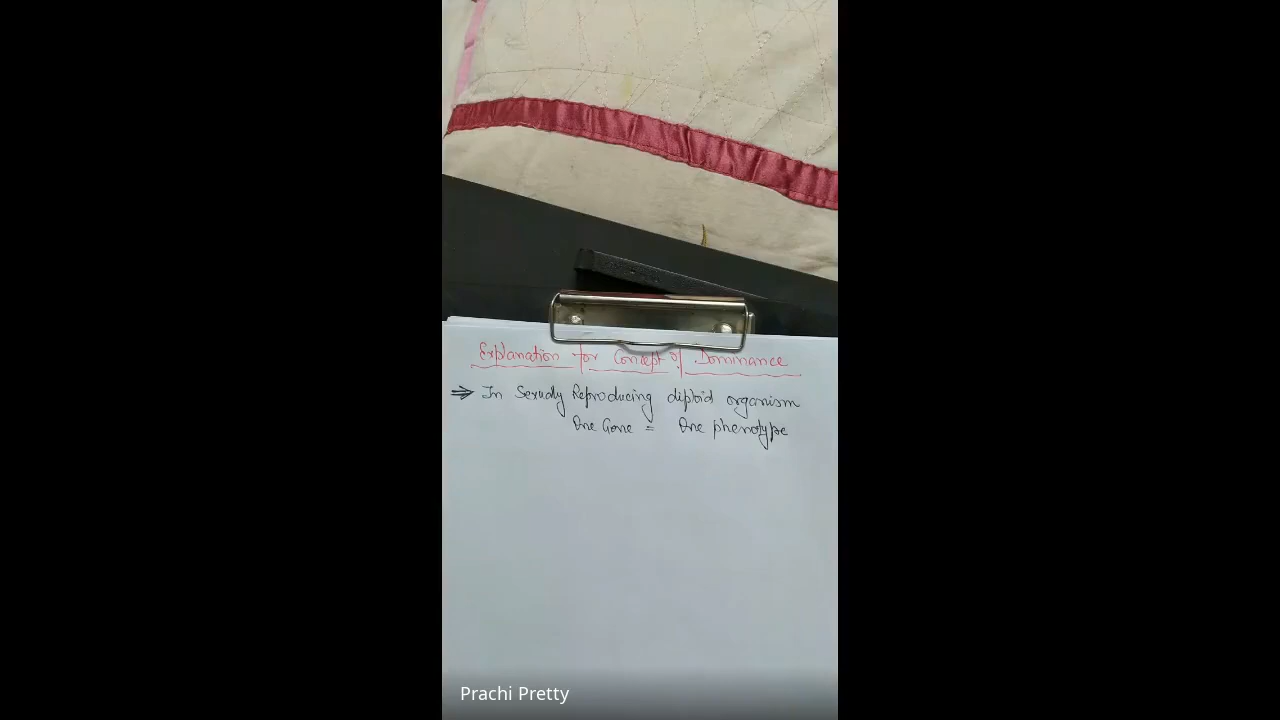 Explanation for Concept of Dominance
⇒ In Sexually Reproducing diploid organism
One Gene = One phenotype
Prachi Pretty